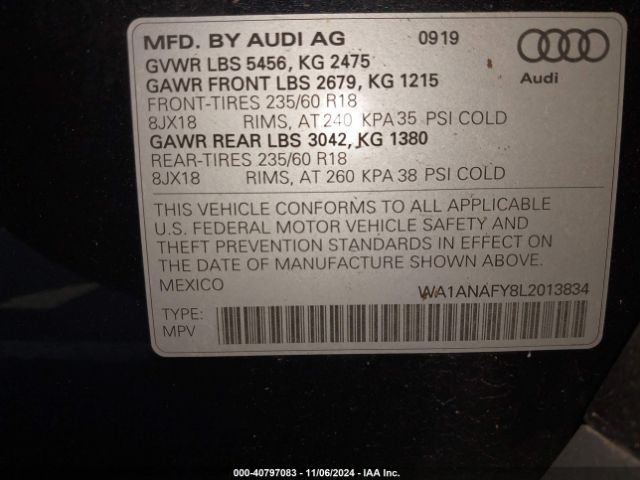 MFD. BY AUDI AG 0919
GVWR LBS 5456, KG 2475
GAWR FRONT LBS 2679, KG 1215
FRONT-TIRES 235/60 R18
8JX18 RIMS, AT 240 KPA 35 PSI COLD
GAWR REAR LBS 3042, KG 1380
REAR-TIRES 235/60 R18
8JX18 RIMS, AT 260 KPA 38 PSI COLD
Audi
THIS VEHICLE CONFORMS TO ALL APPLICABLE
U.S. FEDERAL MOTOR VEHICLE SAFETY AND
THEFT PREVENTION STANDARDS IN EFFECT ON
THE DATE OF MANUFACTURE SHOWN ABOVE.
MEXICO WA1ANAFY8L2013834
TYPE:
MPV
000-40797083 - 11/06/2024 - IAA Inc.